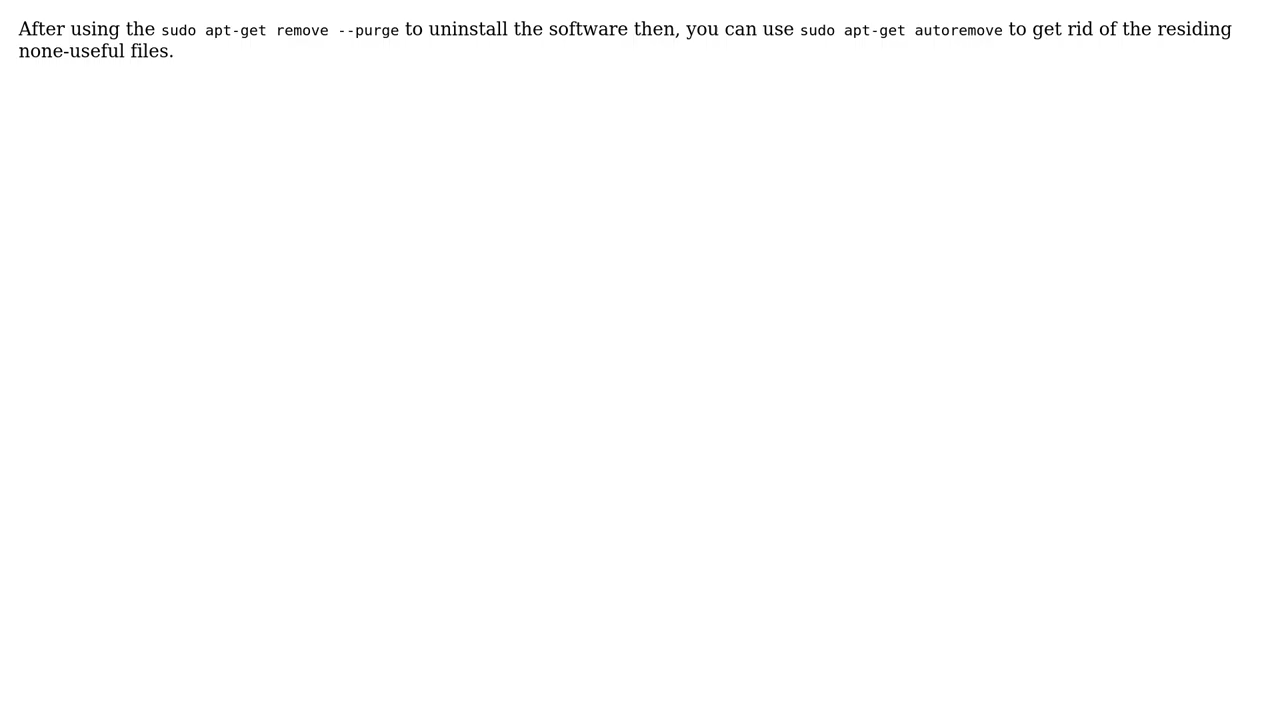 After using the sudo apt-get remove --purge to uninstall the software then, you can use sudo apt-get autoremove to get rid of the residing
none-useful files.